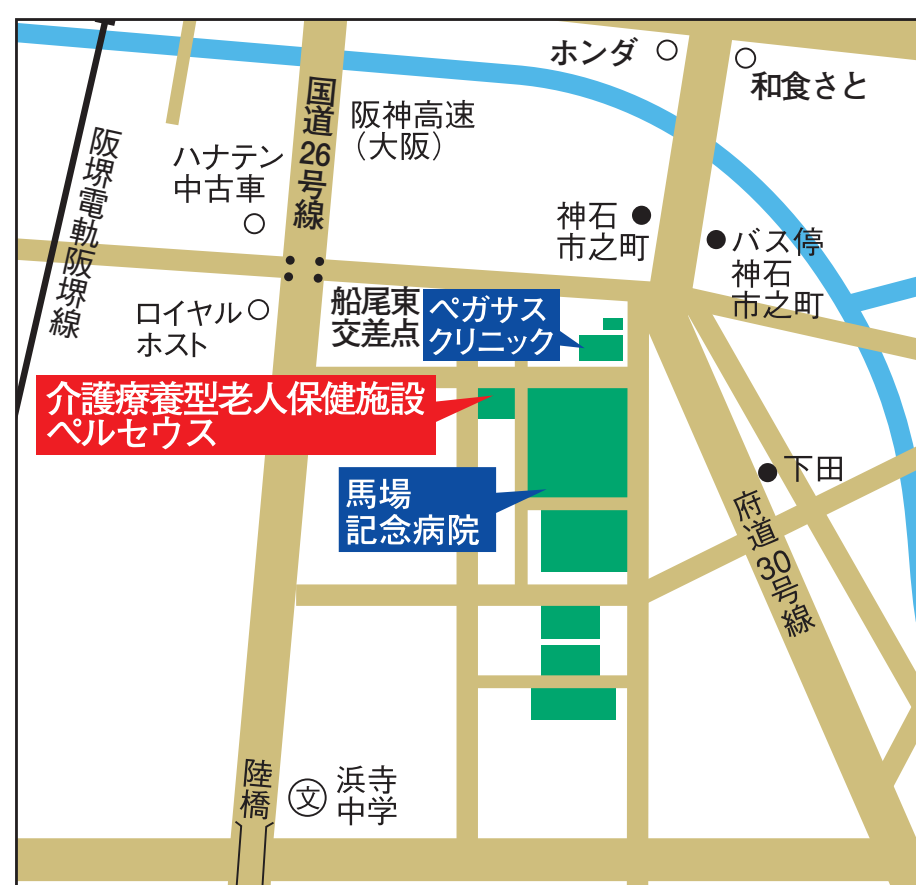 ホンダ
和食さと
国道26号線
阪神高速
（大阪）
阪堺電軌阪堺線
ハナテン
中古車
神石
市之町
バス停
神石
市之町
ロイヤル
ホスト
船尾東
交差点
ペガサス
クリニック
介護療養型老人保健施設
ペルセウス
馬場
記念病院
下田
府道30号線
陸橋
文
浜寺
中学